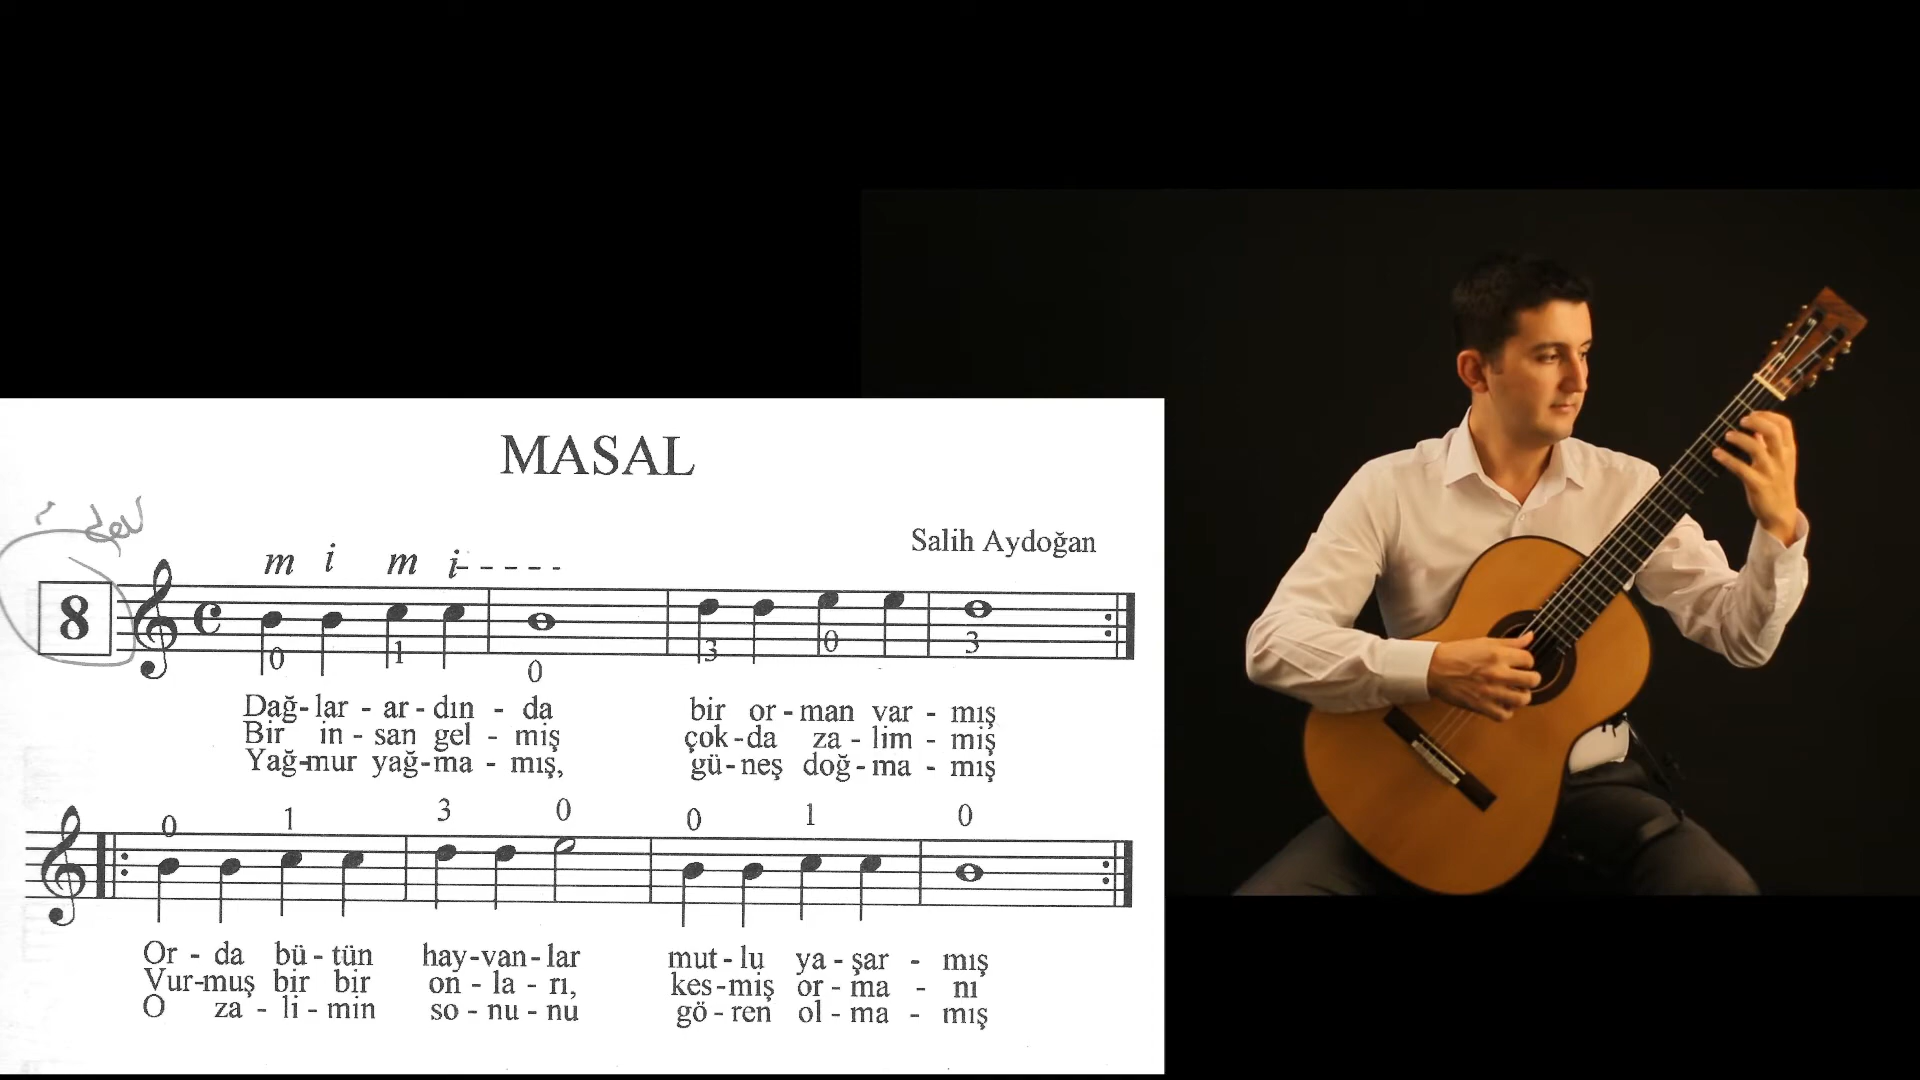 MASAL
Salih Aydoğan
m i m i - - - - -
8
0 1 0 3 0 3
Dağ - lar - ar - dın - da bir or - man var - mış
Bir in - san gel - miş çok - da za - lim - miş
Yağ - mur yağ - ma - mış, gü - neş doğ - ma - mış
0 1 3 0 0 1 0
Or - da bü - tün hay - van - lar mut - lu ya - şar - mış
Vur - muş bir bir on - la - rı, kes - miş or - ma - nı
O za - li - min so - nu - nu gö - ren ol - ma - mış